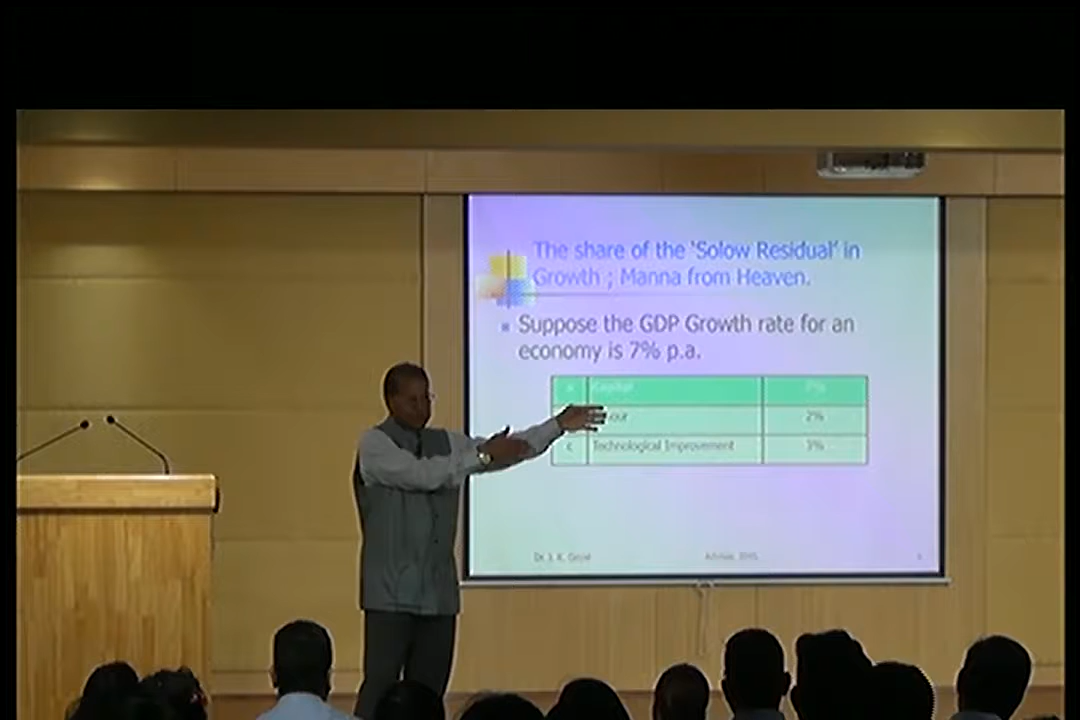 The share of the 'Solow Residual' in
Growth ; Manna from Heaven.
Suppose the GDP Growth rate for an
economy is 7% p.a.
a Capital
2%
c Technological Improvement 3%